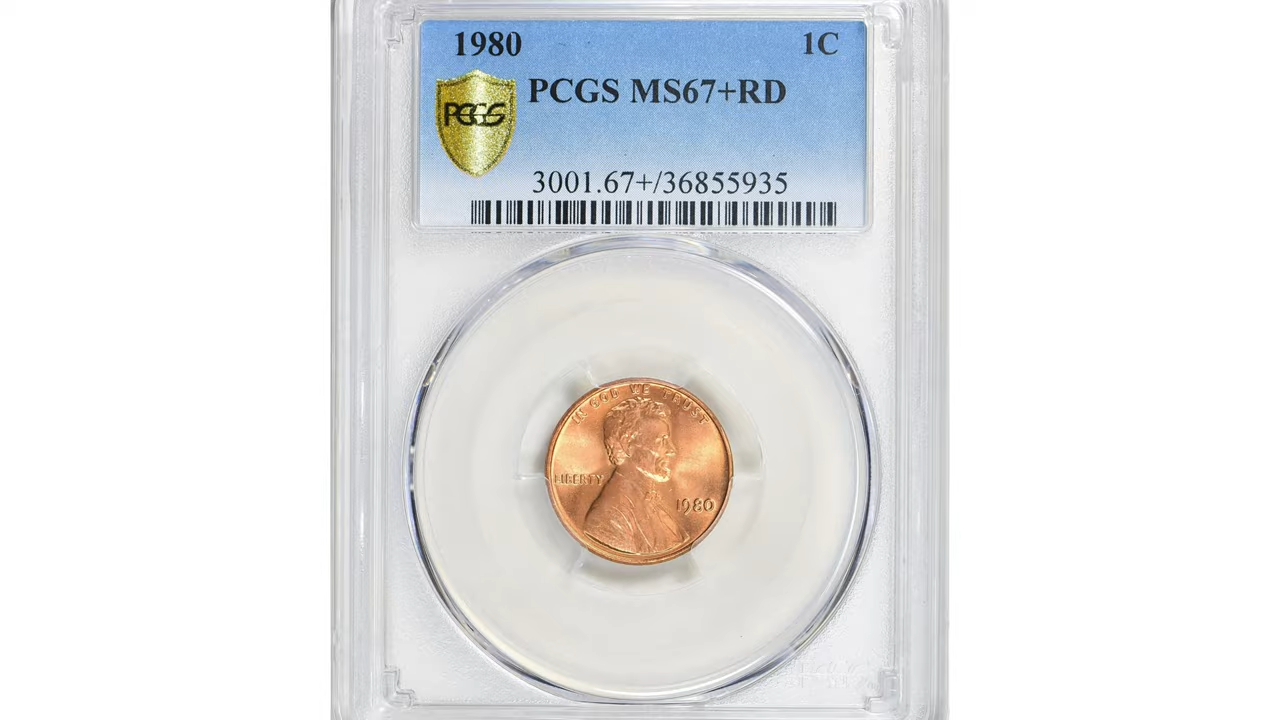 1980 1C
PCGS MS67+RD
PCGS
3001.67+/36855935
IN GOD WE TRUST
LIBERTY
1980